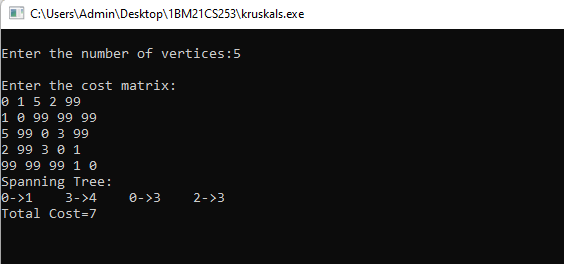 C:\Users\Admin\Desktop\1BM21CS253\kruskals.exe
Enter the number of vertices:5
Enter the cost matrix:
0 1 5 2 99
1 0 99 99 99
5 99 0 3 99
2 99 3 0 1
99 99 99 1 0
Spanning Tree:
0->1    3->4    0->3    2->3
Total Cost=7